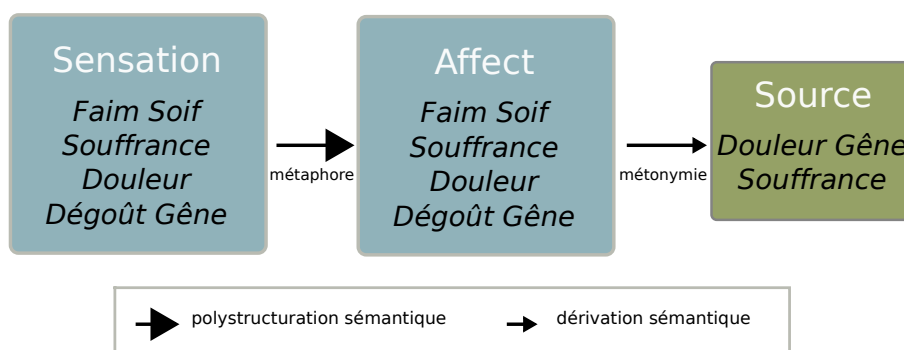 Sensation
Faim Soif
Souffrance
Douleur
Dégoût Gêne
métaphore
Affect
Faim Soif
Souffrance
Douleur
Dégoût Gêne
métonymie
Source
Douleur Gêne
Souffrance
polystructuration sémantique
dérivation sémantique